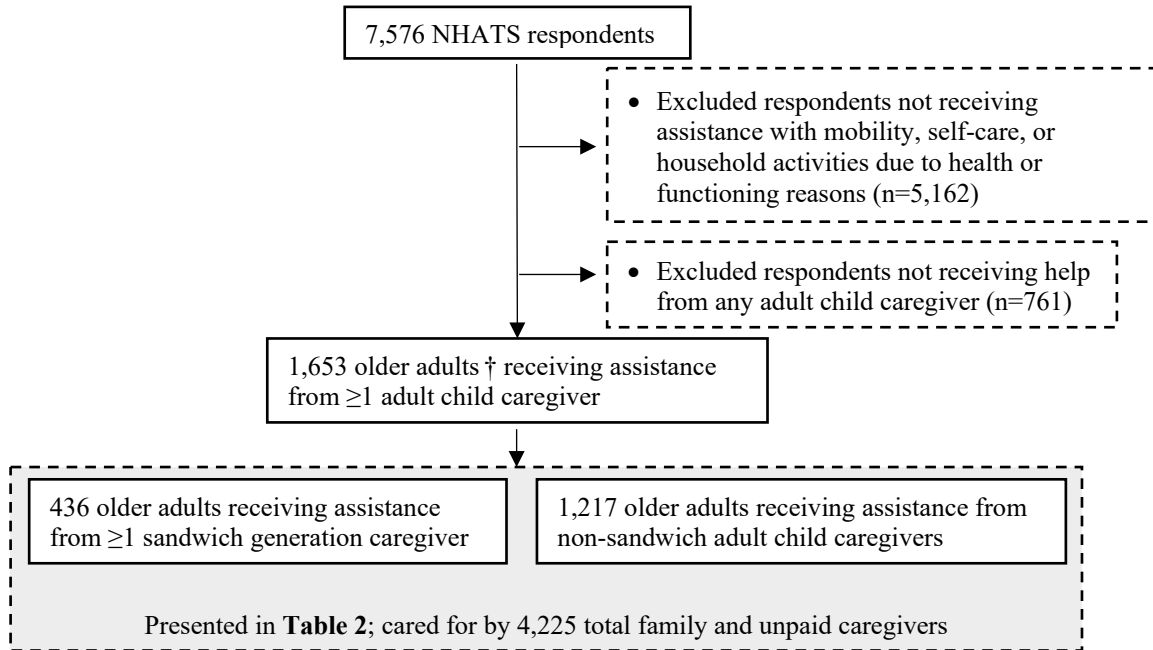 7,576 NHATS respondents
• Excluded respondents not receiving
assistance with mobility, self-care, or
household activities due to health or
functioning reasons (n=5,162)
• Excluded respondents not receiving help
from any adult child caregiver (n=761)
1,653 older adults † receiving assistance
from ≥1 adult child caregiver
436 older adults receiving assistance
from ≥1 sandwich generation caregiver
1,217 older adults receiving assistance from
non-sandwich adult child caregivers
Presented in Table 2; cared for by 4,225 total family and unpaid caregivers